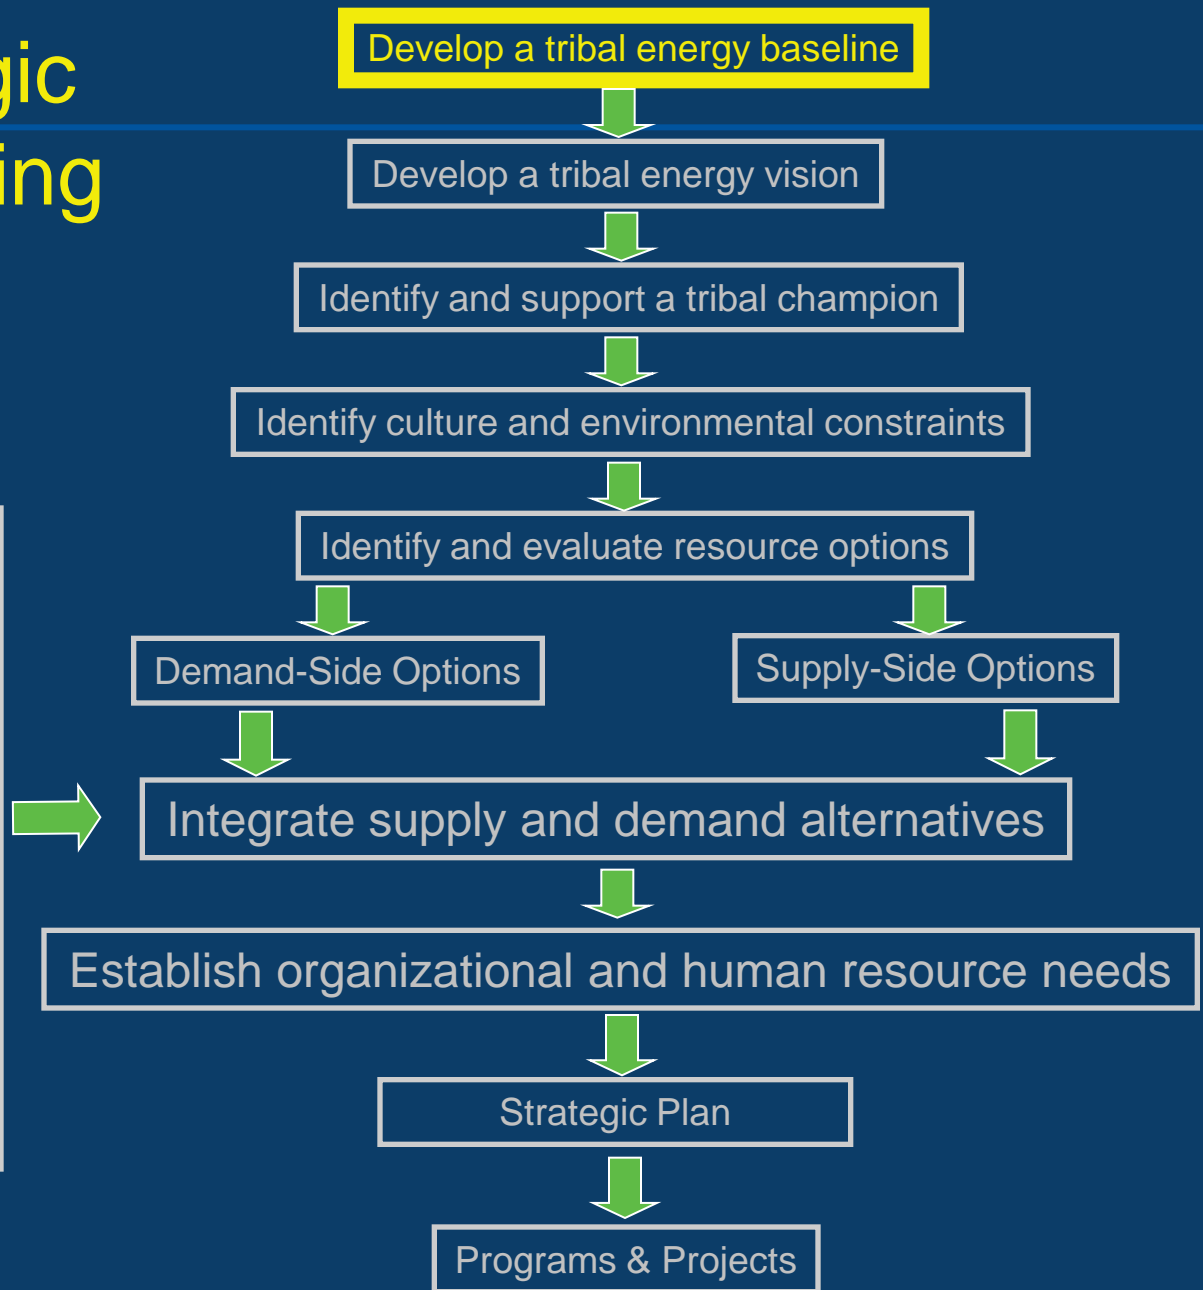 gic
ing
Develop a tribal energy baseline
Develop a tribal energy vision
Identify and support a tribal champion
Identify culture and environmental constraints
Identify and evaluate resource options
Demand-Side Options
Supply-Side Options
Integrate supply and demand alternatives
Establish organizational and human resource needs
Strategic Plan
Programs & Projects